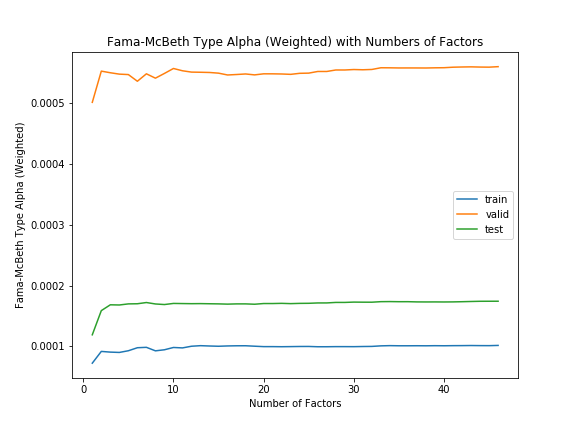 Fama-McBeth Type Alpha (Weighted) with Numbers of Factors
Fama-McBeth Type Alpha (Weighted)
0.0005
0.0004
0.0003
0.0002
0.0001
train
valid
test
0
10
20
30
40
Number of Factors